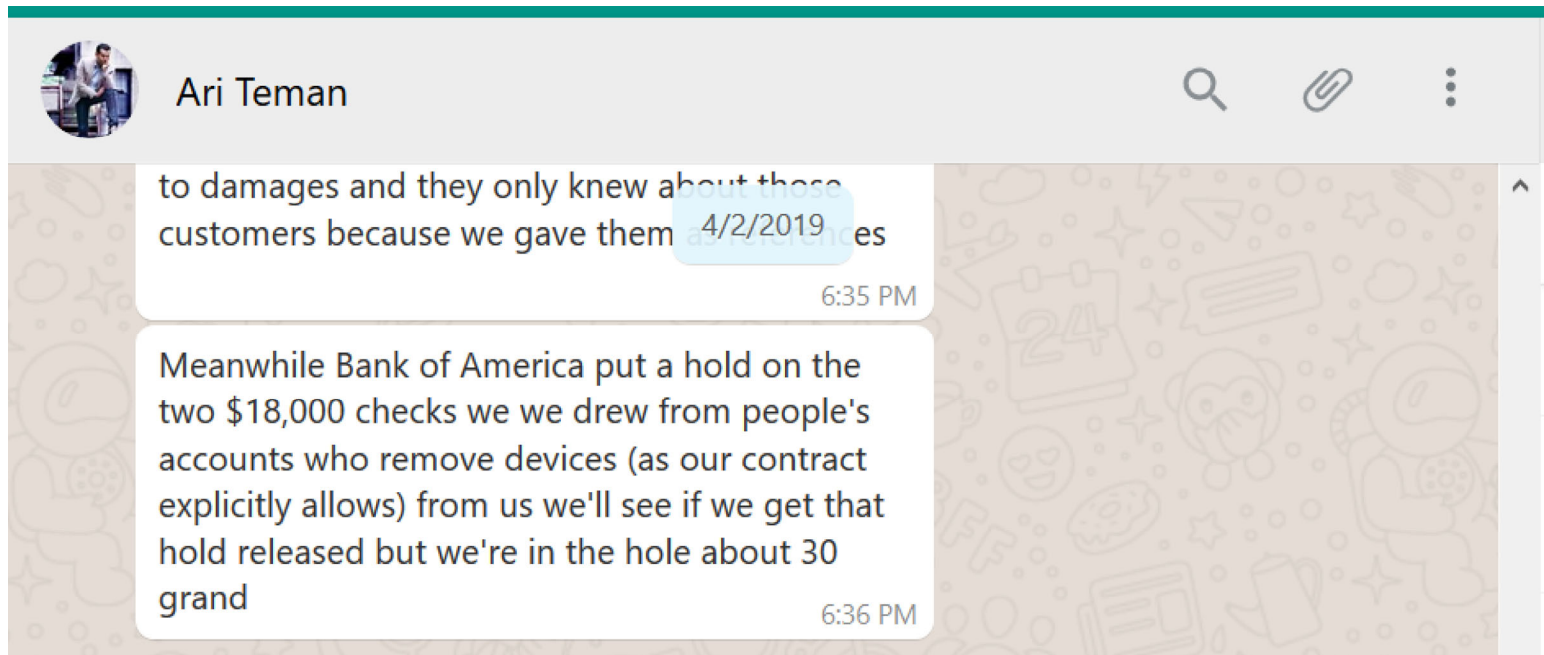 Ari Teman
to damages and they only knew about those
customers because we gave them as references
4/2/2019
6:35 PM
Meanwhile Bank of America put a hold on the
two $18,000 checks we we drew from people's
accounts who remove devices (as our contract
explicitly allows) from us we'll see if we get that
hold released but we're in the hole about 30
grand
6:36 PM